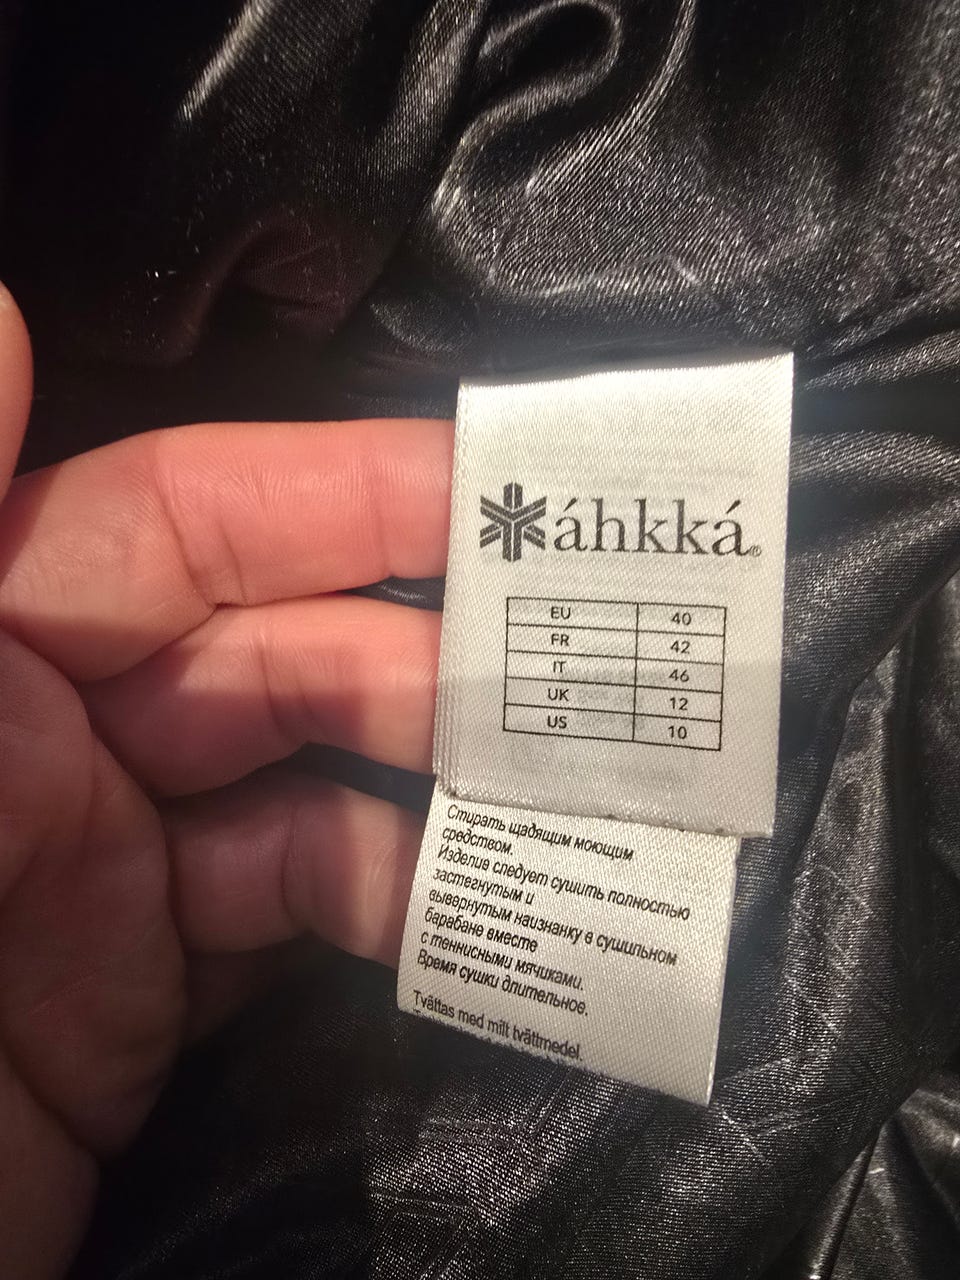 áhkká®
EU 40
FR 42
IT 46
UK 12
US 10
Стирать щадящим моющим
средством.
Изделие следует сушить полностью
застегнутым и
вывернутым наизнанку в сушильном
барабане вместе
с теннисными мячиками.
Время сушки длительное.
Tvättas med milt tvättmedel.